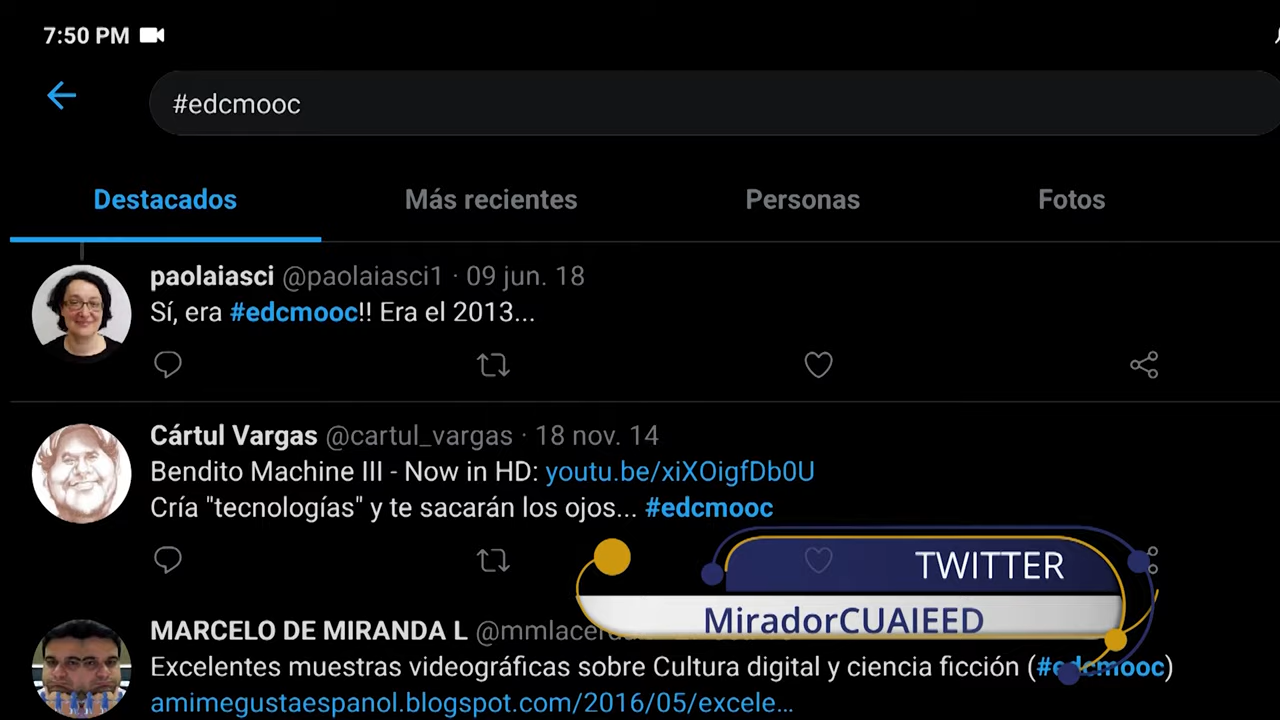 7:50 PM
#edcmooc
Destacados Más recientes Personas Fotos
paolaiasci @paolaiasci1 · 09 jun. 18
Sí, era #edcmooc!! Era el 2013...
Cártul Vargas @cartul_vargas · 18 nov. 14
Bendito Machine III - Now in HD: youtu.be/xiXOigfDb0U
Cría "tecnologías" y te sacarán los ojos... #edcmooc
TWITTER
MiradorCUAIEED
MARCELO DE MIRANDA L
Excelentes muestras videográficas sobre Cultura digital y ciencia ficción (#edcmooc)
amimegustaespanol.blogspot.com/2016/05/excele...